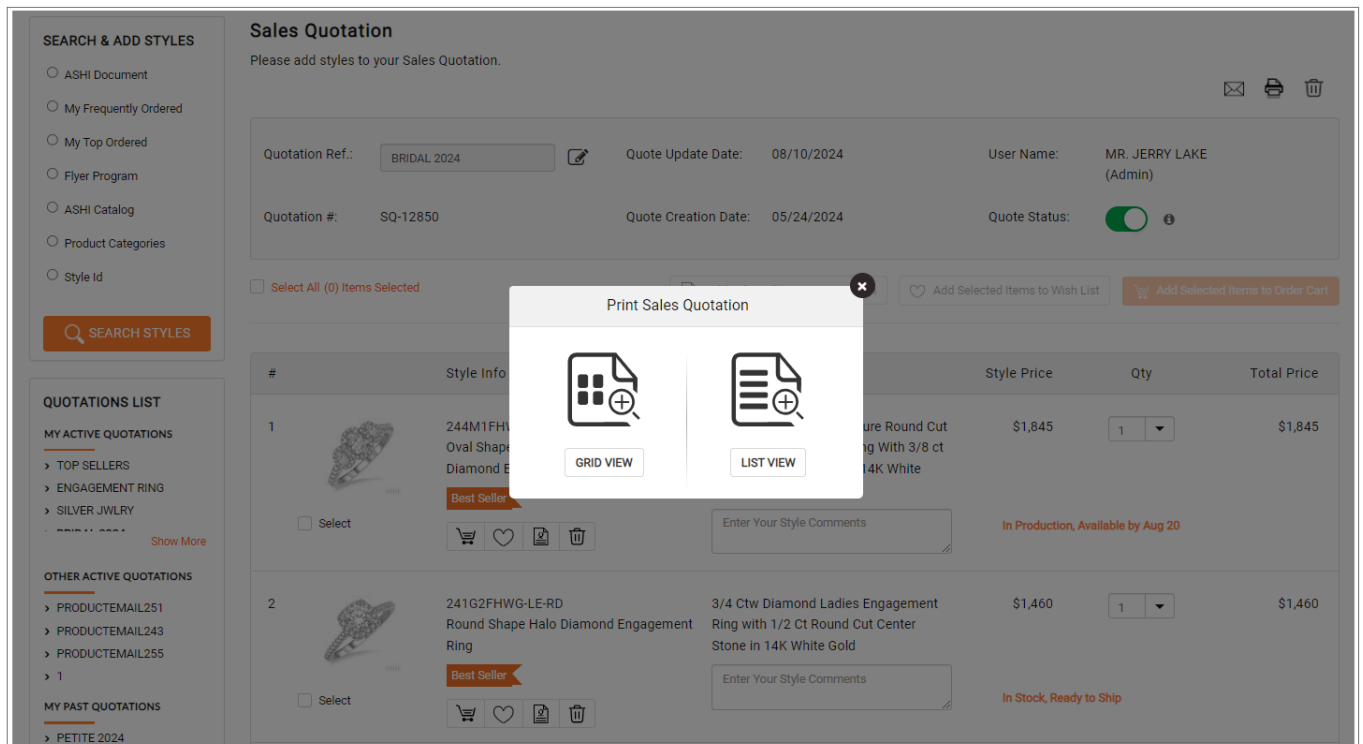 SEARCH & ADD STYLES
ASHI Document
My Frequently Ordered
My Top Ordered
Flyer Program
ASHI Catalog
Product Categories
Style Id
SEARCH STYLES
QUOTATIONS LIST
MY ACTIVE QUOTATIONS
TOP SELLERS
ENGAGEMENT RING
SILVER JWLRY
Show More
OTHER ACTIVE QUOTATIONS
PRODUCTEMAIL251
PRODUCTEMAIL243
PRODUCTEMAIL255
1
MY PAST QUOTATIONS
PETITE 2024
Sales Quotation
Please add styles to your Sales Quotation.
Quotation Ref.: BRIDAL 2024 Quote Update Date: 08/10/2024 User Name: MR. JERRY LAKE
(Admin)
Quotation #: SQ-12850 Quote Creation Date: 05/24/2024 Quote Status:
Select All (0) Items Selected Add Selected Items to Wish List Add Selected Items to Order Cart
Print Sales Quotation
GRID VIEW LIST VIEW
# Style Info Style Price Qty Total Price
1 Round Cut $1,845 1 $1,845
Oval Shape With 3/8 ct
Diamond 14K White
Best Seller
Select Enter Your Style Comments In Production, Available by Aug 20
2 241G2FHWG-LE-RD 3/4 Ctw Diamond Ladies Engagement $1,460 1 $1,460
Round Shape Halo Diamond Engagement Ring with 1/2 Ct Round Cut Center
Ring Stone in 14K White Gold
Best Seller Enter Your Style Comments
Select In Stock, Ready to Ship